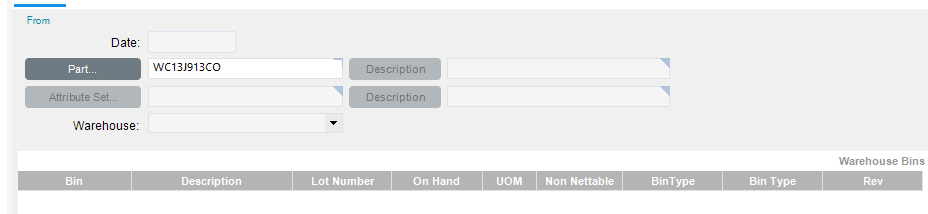 From
Date:
Part... WC13J913CO Description
Attribute Set... Description
Warehouse:
Warehouse Bins
Bin Description Lot Number On Hand UOM Non Nettable BinType Bin Type Rev